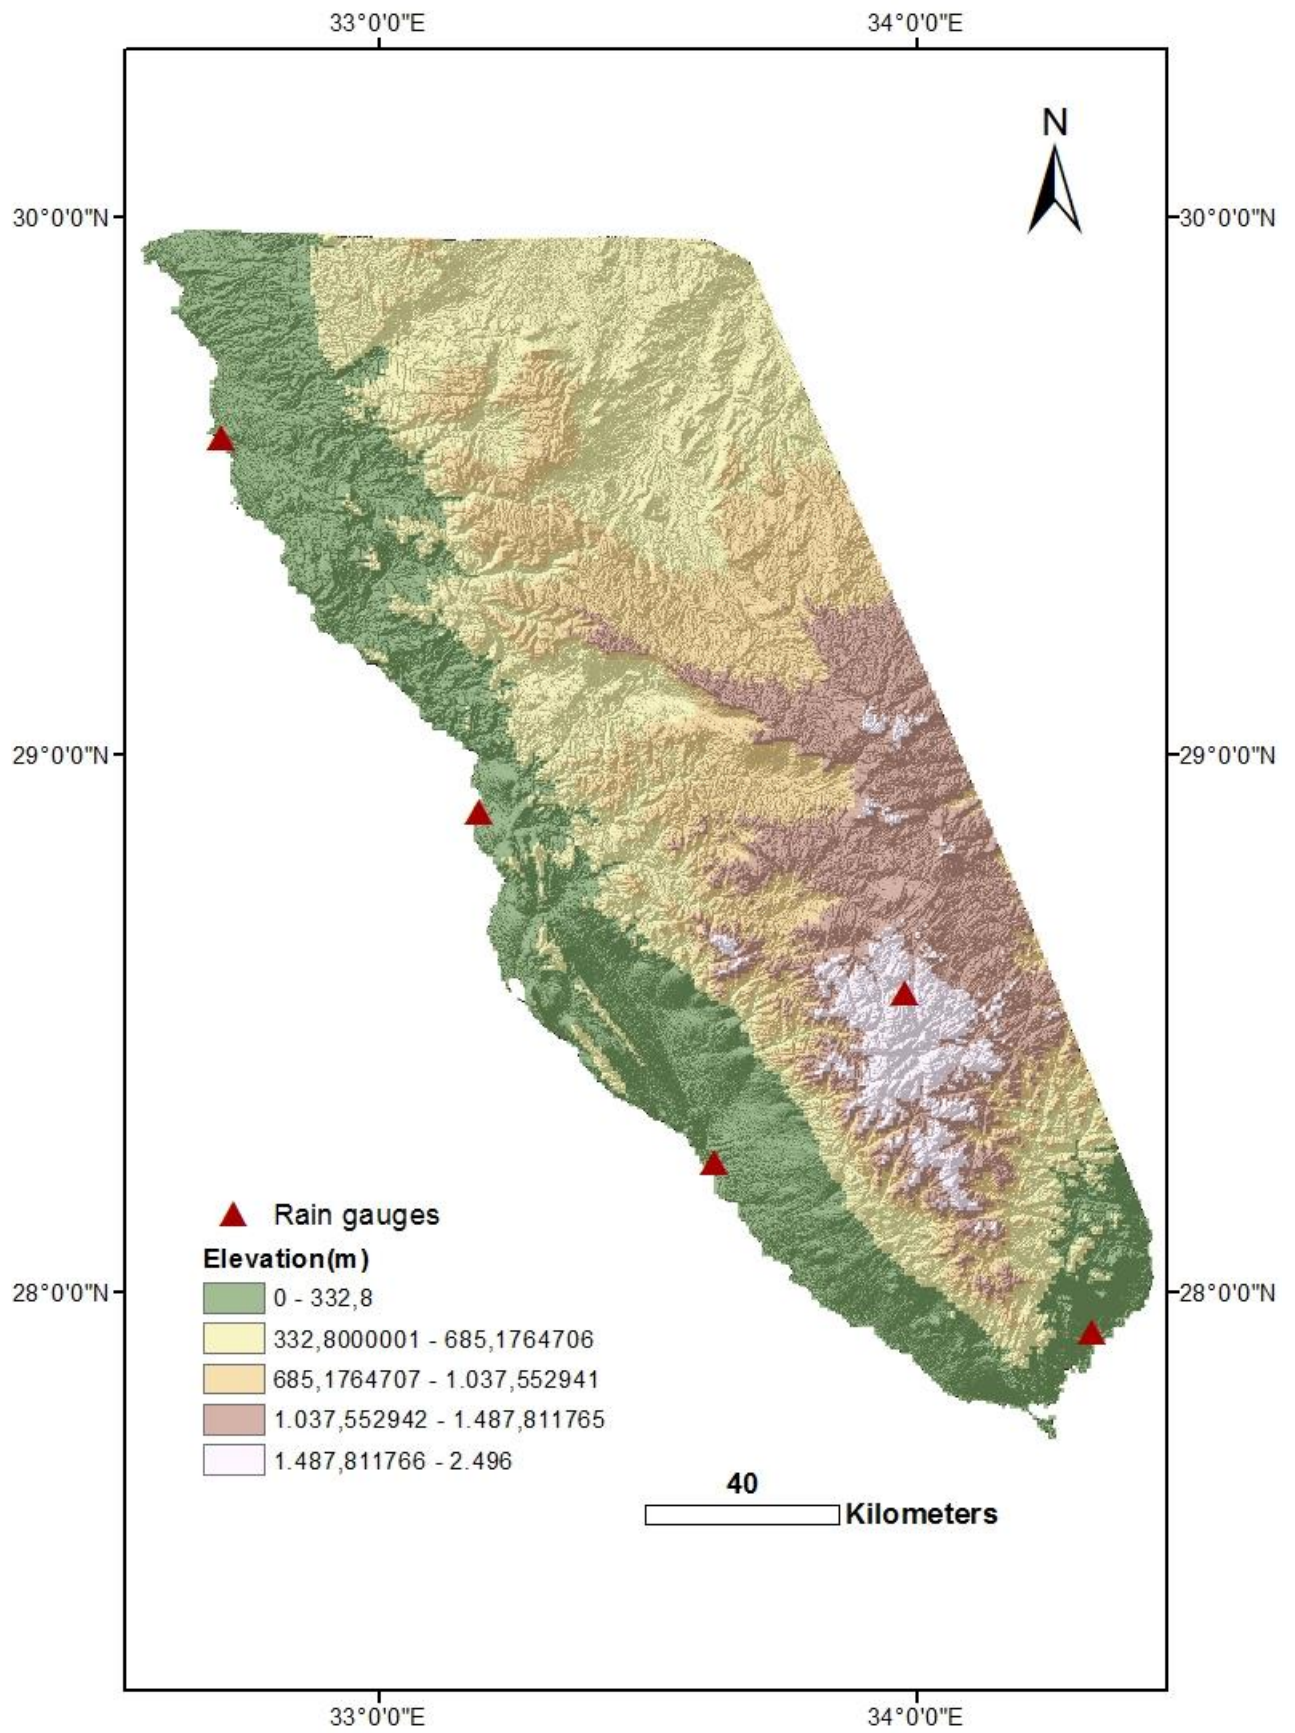 33°0'0"E 34°0'0"E
N
30°0'0"N 30°0'0"N
29°0'0"N 29°0'0"N
Rain gauges
Elevation(m)
28°0'0"N 28°0'0"N
0 - 332,8
332,8000001 - 685,1764706
685,1764707 - 1.037,552941
1.037,552942 - 1.487,811765
1.487,811766 - 2.496
40
Kilometers
33°0'0"E 34°0'0"E